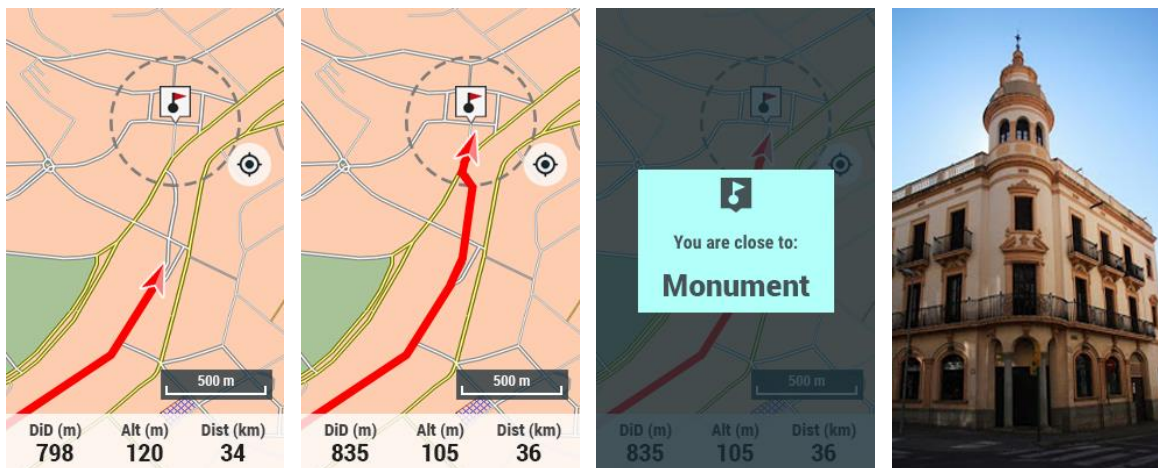 500 m
DiD (m) Alt (m) Dist (km)
798 120 34
500 m
DiD (m) Alt (m) Dist (km)
835 105 36
You are close to:
Monument
500 m
DiD (m) Alt (m) Dist (km)
835 105 36